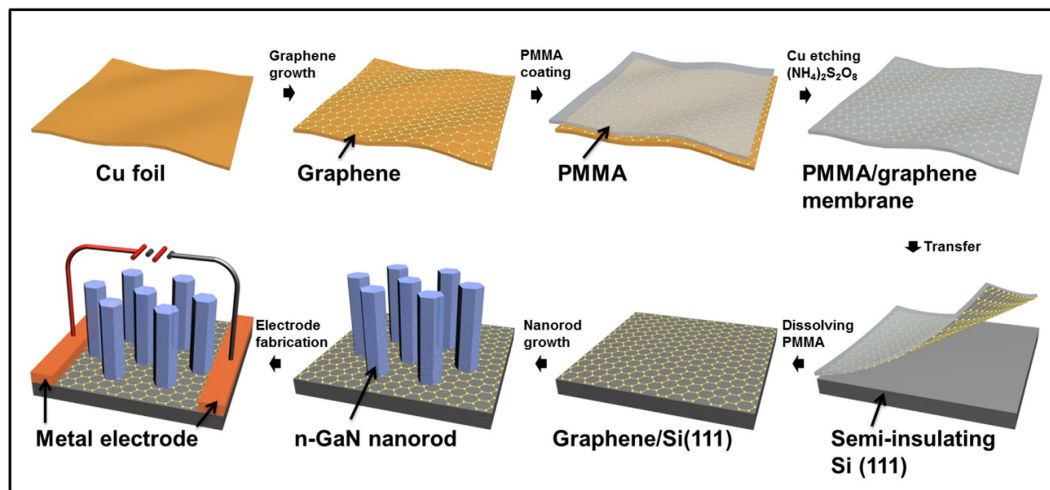 Graphene
growth
PMMA
coating
Cu etching
(NH₄)₂S₂O₈
Cu foil
Graphene
PMMA
PMMA/graphene
membrane
Transfer
Dissolving
PMMA
Nanorod
growth
Electrode
fabrication
Metal electrode
n-GaN nanorod
Graphene/Si(111)
Semi-insulating
Si (111)